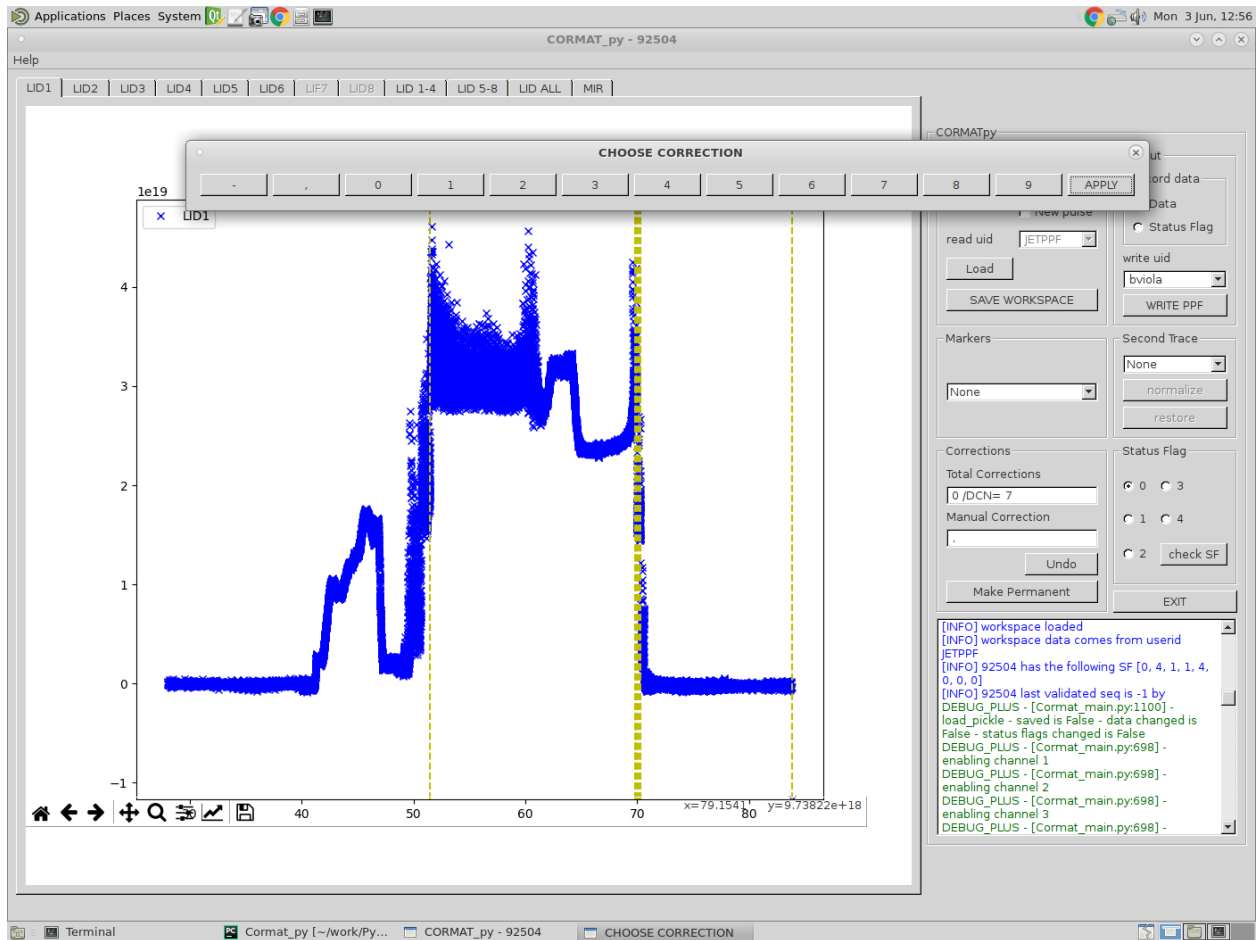 Applications Places System
Mon 3 Jun, 12:56
CORMAT_py - 92504
Help
LID1 LID2 LID3 LID4 LID5 LID6 LIF7 LID8 LID 1-4 LID 5-8 LID ALL MIR
CHOOSE CORRECTION
- , 0 1 2 3 4 5 6 7 8 9 APPLY
1e19
LID1
4
3
2
1
0
−1
30 40 50 60 70 80
x=79.1541 y=9.73822e+18
CORMATpy
ut
ord data
New pulse
Data
read uid JETPPF
Status Flag
Load
write uid
bviola
SAVE WORKSPACE
WRITE PPF
Markers
None
Second Trace
None
normalize
restore
Corrections
Total Corrections
0 /DCN= 7
Manual Correction
.
Undo
Make Permanent
Status Flag
0 3
1 4
2 check SF
EXIT
[INFO] workspace loaded
[INFO] workspace data comes from userid
JETPPF
[INFO] 92504 has the following SF [0, 4, 1, 1, 4,
0, 0, 0]
[INFO] 92504 last validated seq is -1 by
DEBUG_PLUS - [Cormat_main.py:1100] -
load_pickle - saved is False - data changed is
False - status flags changed is False
DEBUG_PLUS - [Cormat_main.py:698] -
enabling channel 1
DEBUG_PLUS - [Cormat_main.py:698] -
enabling channel 2
DEBUG_PLUS - [Cormat_main.py:698] -
enabling channel 3
DEBUG_PLUS - [Cormat_main.py:698] -
Terminal
Cormat_py [~/work/Py...
CORMAT_py - 92504
CHOOSE CORRECTION